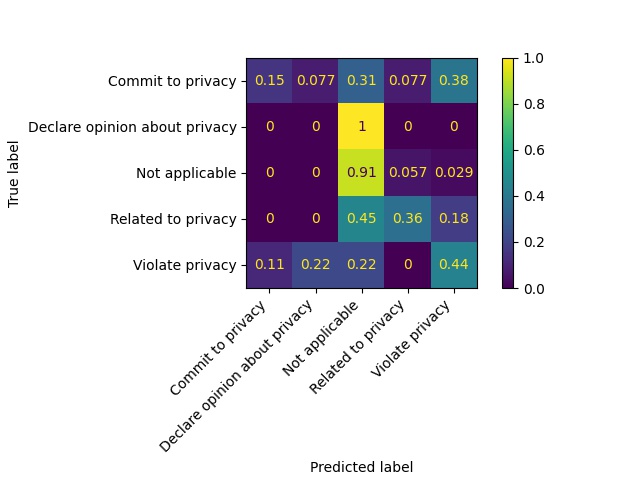 Commit to privacy 0.15 0.077 0.31 0.077 0.38
Declare opinion about privacy 0 0 1 0 0
Not applicable 0 0 0.91 0.057 0.029
Related to privacy 0 0 0.45 0.36 0.18
Violate privacy 0.11 0.22 0.22 0 0.44
True label
Commit to privacy
Declare opinion about privacy
Not applicable
Related to privacy
Violate privacy
Predicted label
1.0
0.8
0.6
0.4
0.2
0.0